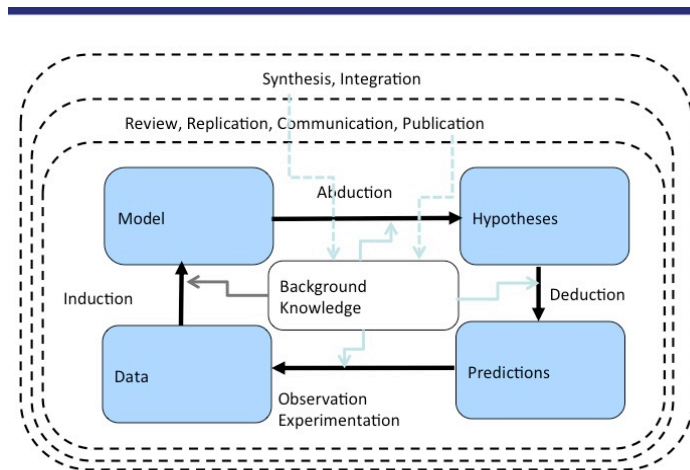 Synthesis, Integration
Review, Replication, Communication, Publication
Abduction
Model
Hypotheses
Background
Knowledge
Induction
Deduction
Data
Predictions
Observation
Experimentation